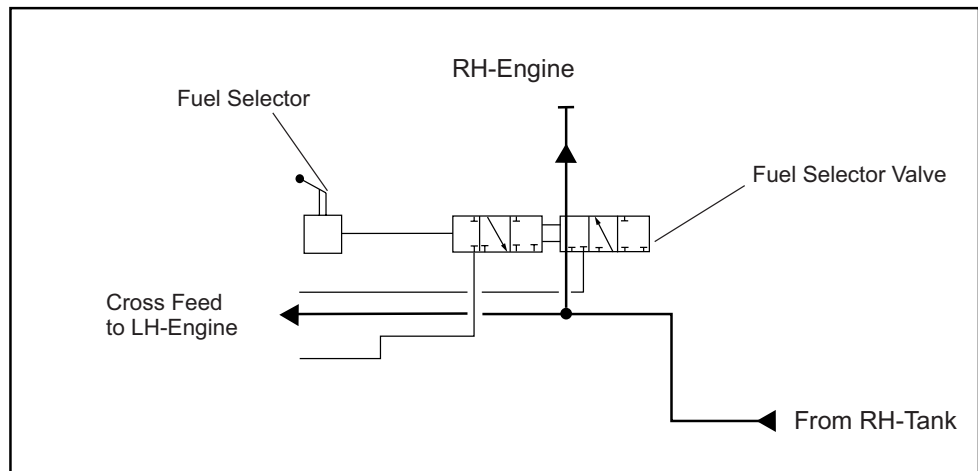 RH-Engine
Fuel Selector
Fuel Selector Valve
Cross Feed
to LH-Engine
From RH-Tank